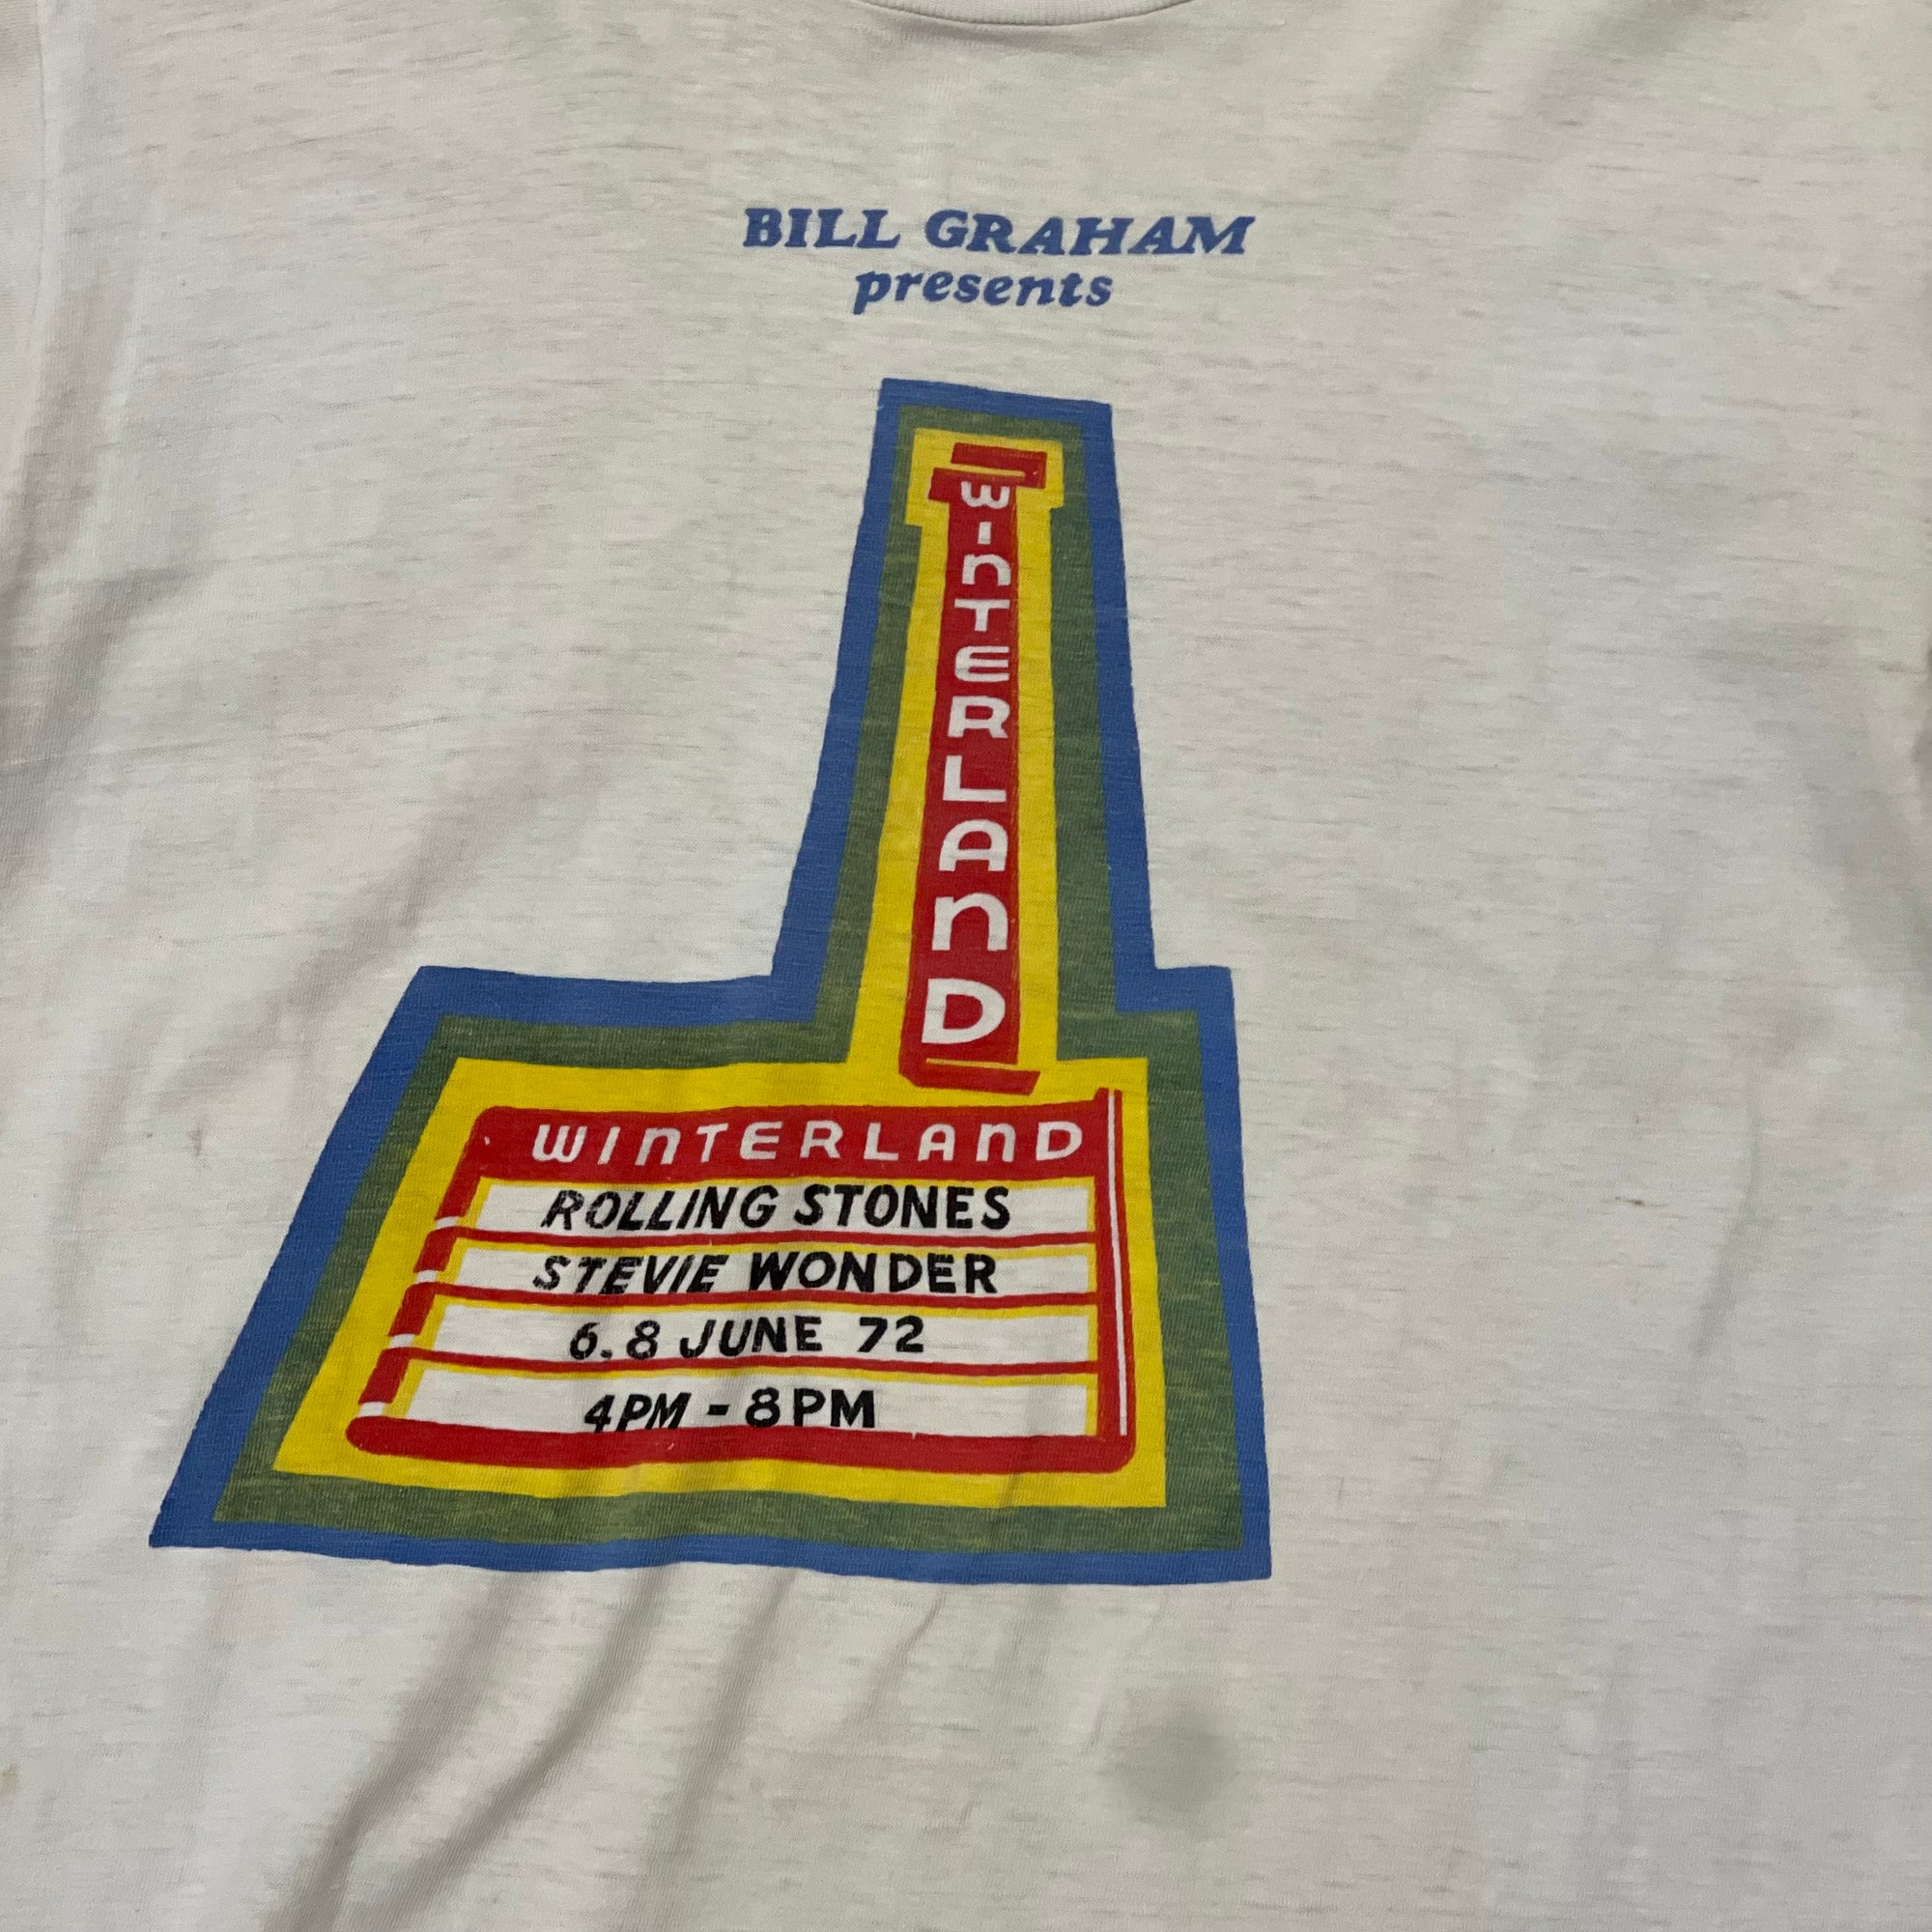 BILL GRAHAM
presents
WINTERLAND
WINTERLAND
ROLLING STONES
STEVIE WONDER
6.8 JUNE 72
4PM - 8PM